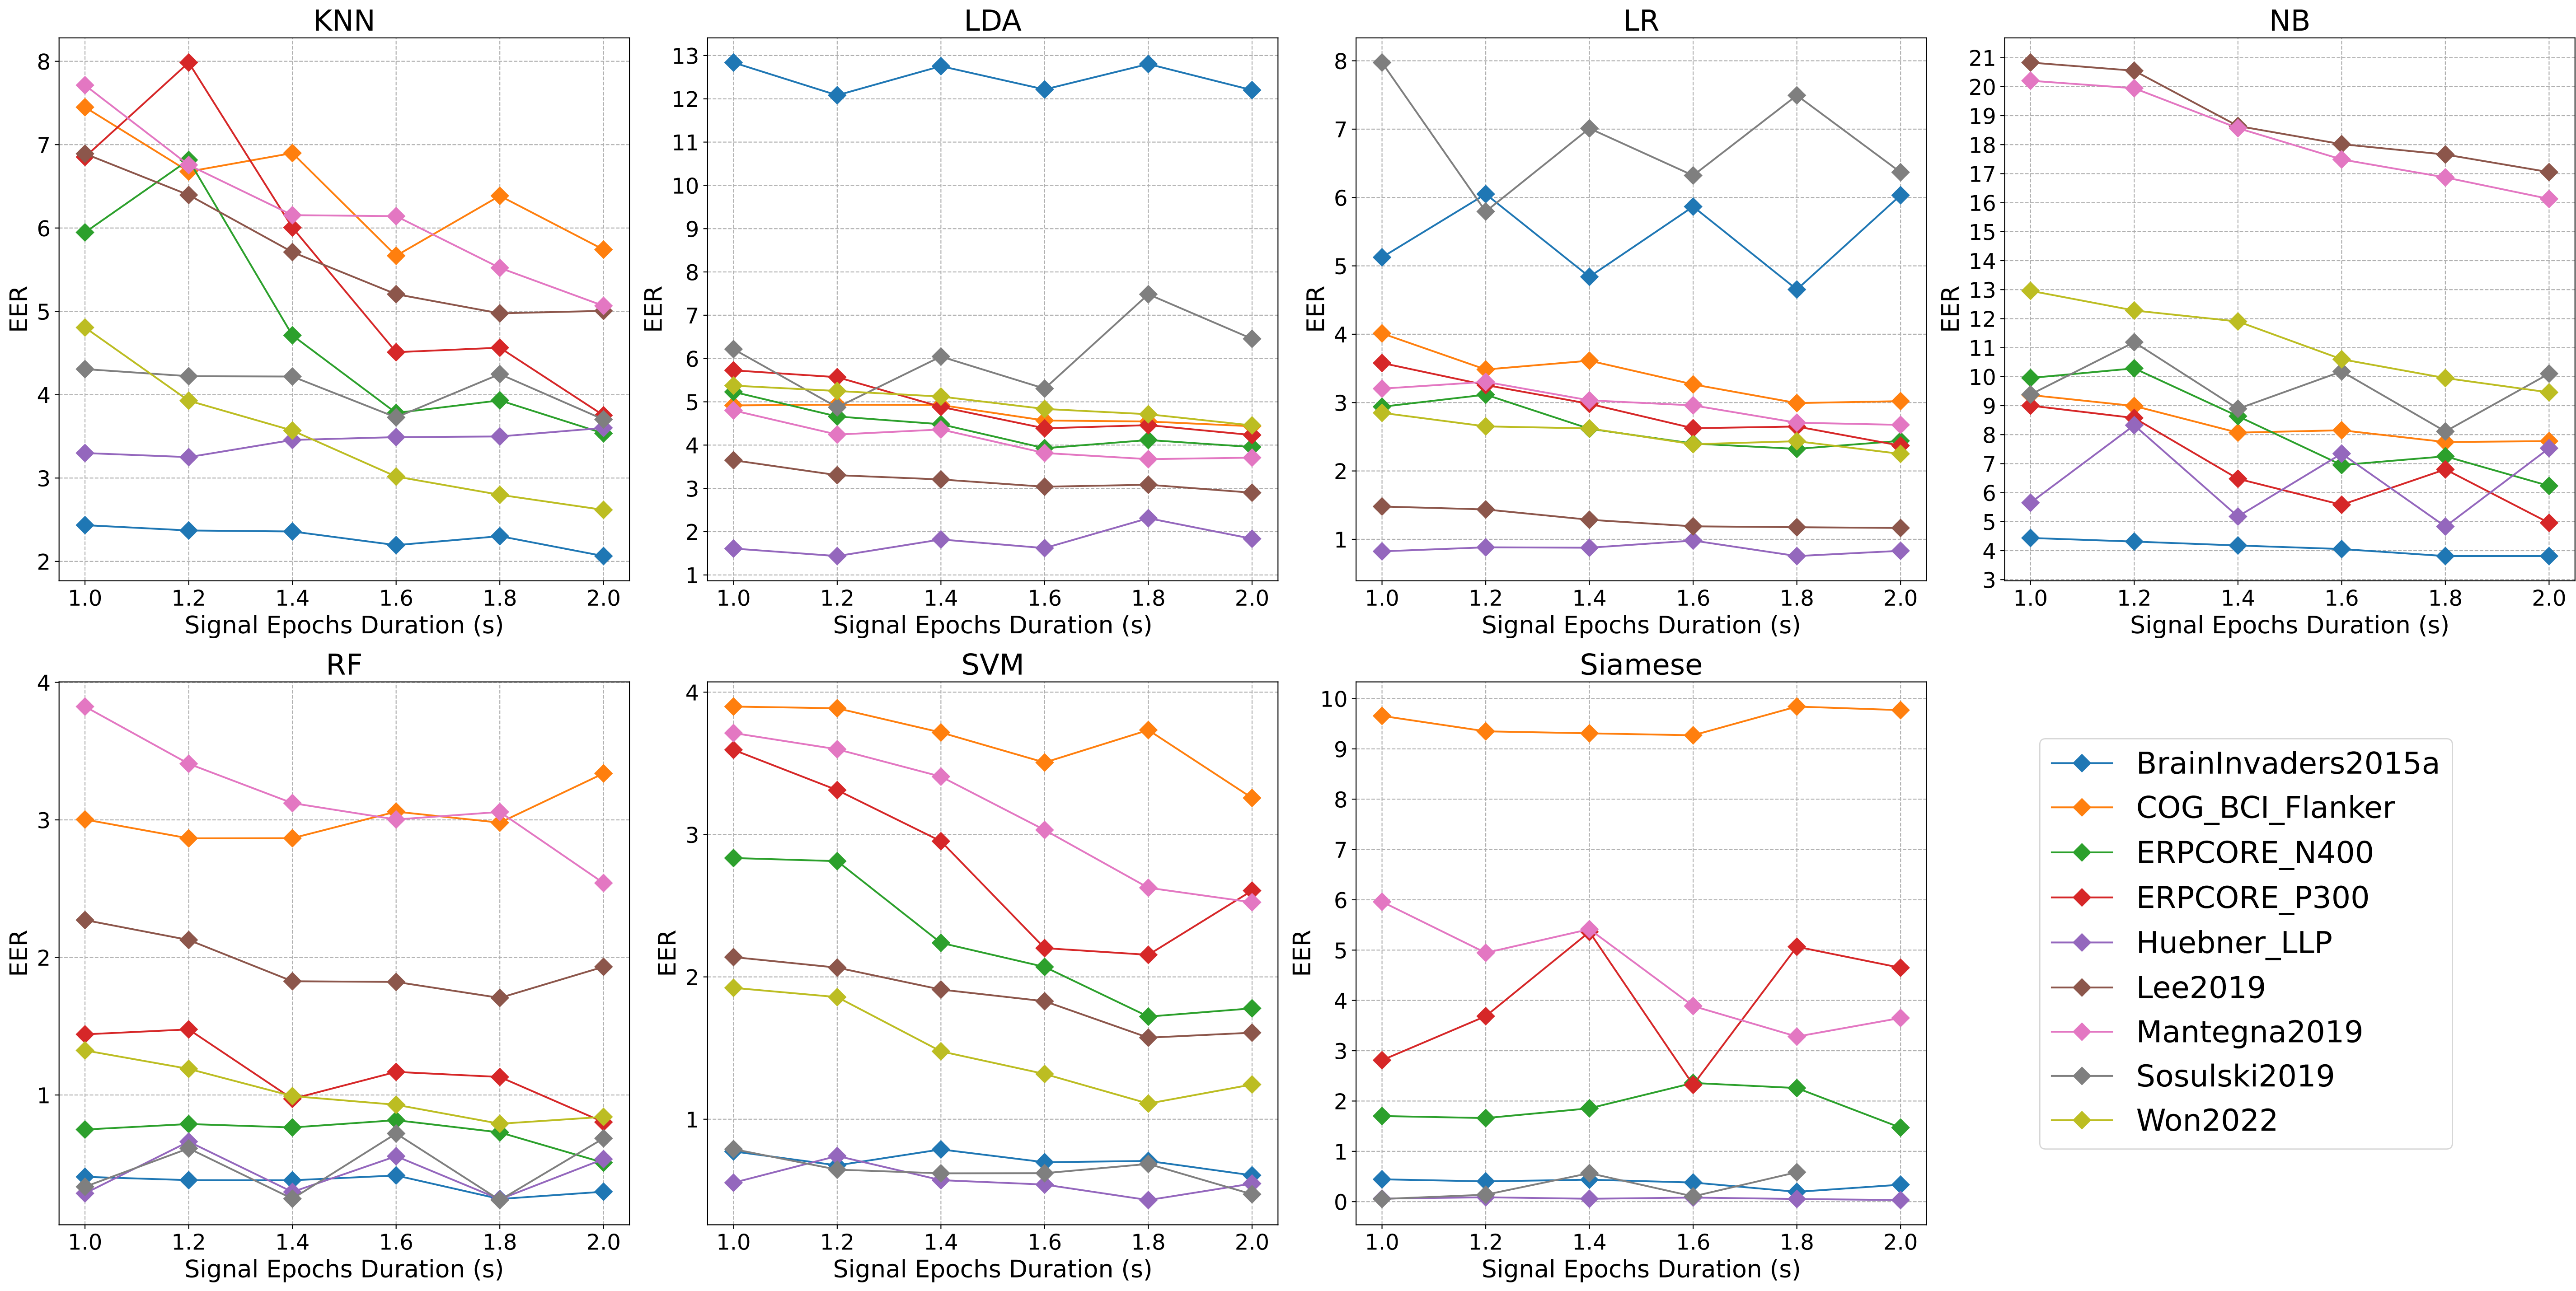 KNN
LDA
LR
NB
EER
8
7
6
5
4
3
2
1.0 1.2 1.4 1.6 1.8 2.0
Signal Epochs Duration (s)
EER
13
12
11
10
9
8
7
6
5
4
3
2
1
1.0 1.2 1.4 1.6 1.8 2.0
Signal Epochs Duration (s)
EER
8
7
6
5
4
3
2
1
1.0 1.2 1.4 1.6 1.8 2.0
Signal Epochs Duration (s)
EER
21
20
19
18
17
16
15
14
13
12
11
10
9
8
7
6
5
4
3
1.0 1.2 1.4 1.6 1.8 2.0
Signal Epochs Duration (s)
RF
SVM
Siamese
EER
4
3
2
1
1.0 1.2 1.4 1.6 1.8 2.0
Signal Epochs Duration (s)
EER
4
3
2
1
1.0 1.2 1.4 1.6 1.8 2.0
Signal Epochs Duration (s)
EER
10
9
8
7
6
5
4
3
2
1
0
1.0 1.2 1.4 1.6 1.8 2.0
Signal Epochs Duration (s)
BrainInvaders2015a
COG_BCI_Flanker
ERPCORE_N400
ERPCORE_P300
Huebner_LLP
Lee2019
Mantegna2019
Sosulski2019
Won2022